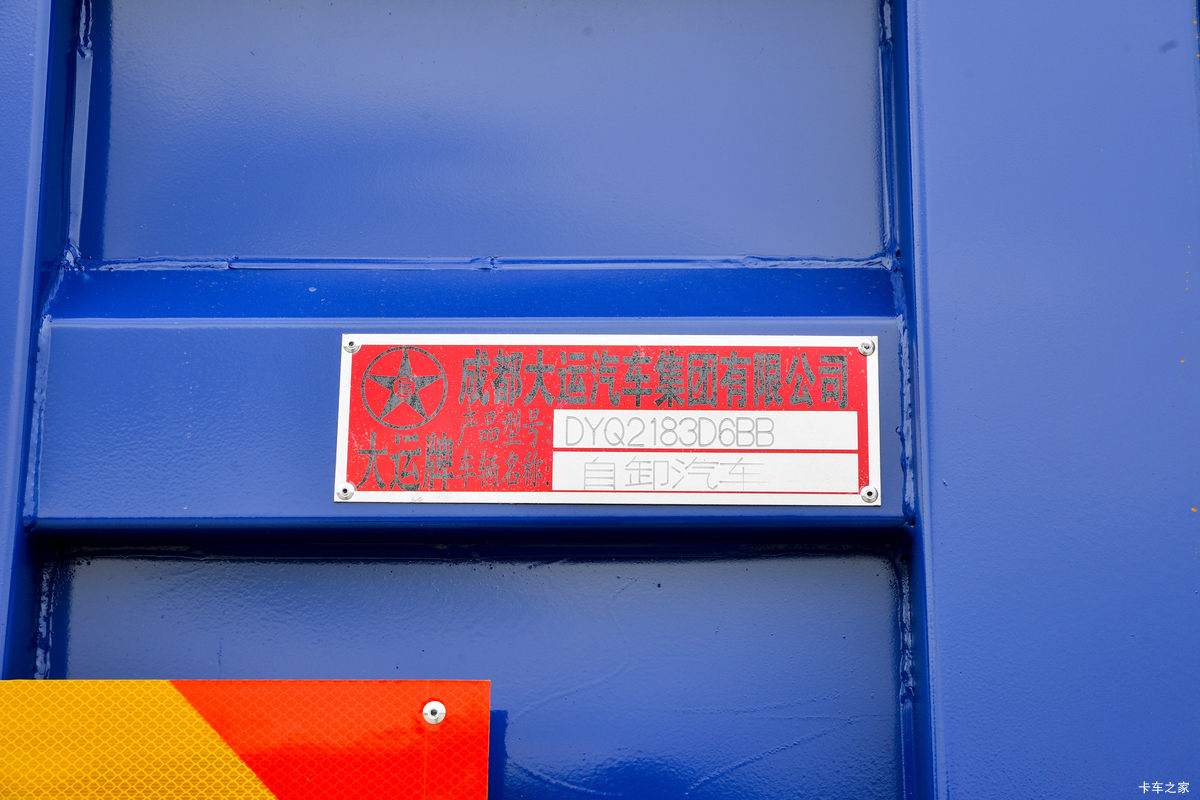 成都大运汽车集团有限公司
产品型号: DYQ2183D6BB
大运牌
车辆名称: 自卸汽车
卡车之家